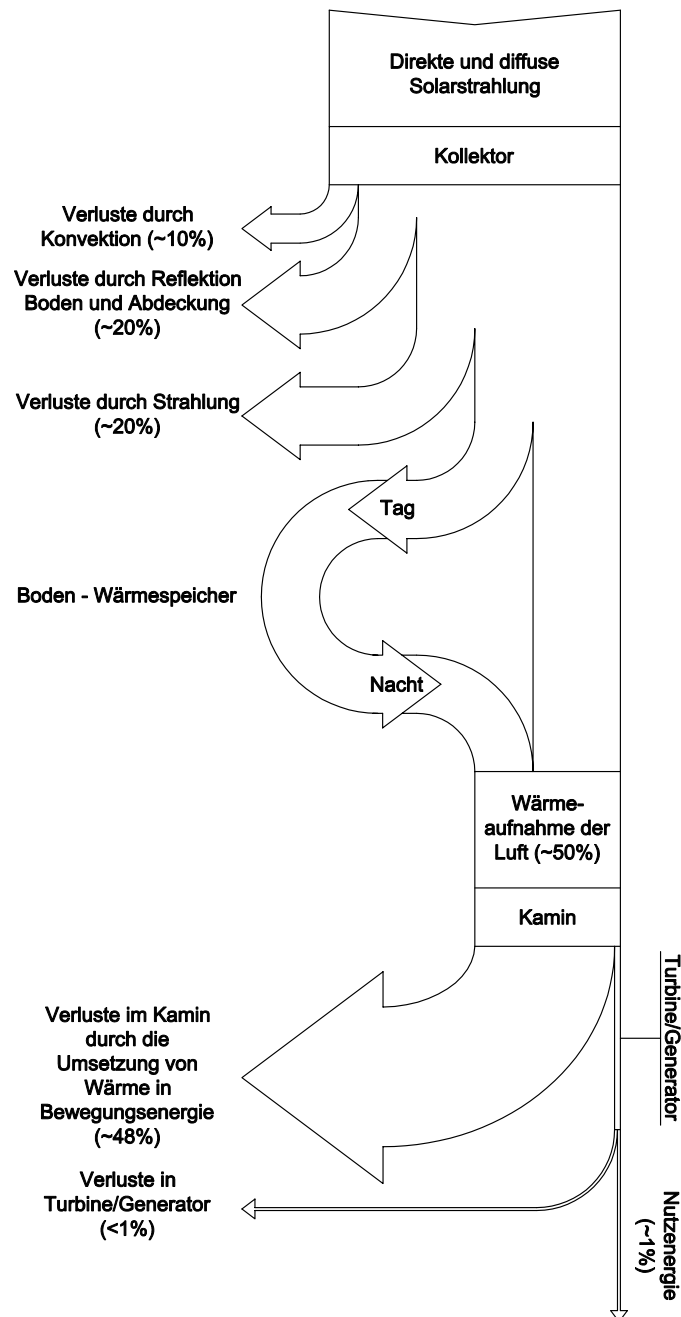 Direkte und diffuse
Solarstrahlung
Kollektor
Verluste durch
Konvektion (~10%)
Verluste durch Reflektion
Boden und Abdeckung
(~20%)
Verluste durch Strahlung
(~20%)
Tag
Boden - Wärmespeicher
Nacht
Wärme-
aufnahme der
Luft (~50%)
Kamin
Turbine/Generator
Verluste im Kamin
durch die
Umsetzung von
Wärme in
Bewegungsenergie
(~48%)
Verluste in
Turbine/Generator
(<1%)
Nutzenergie
(~1%)